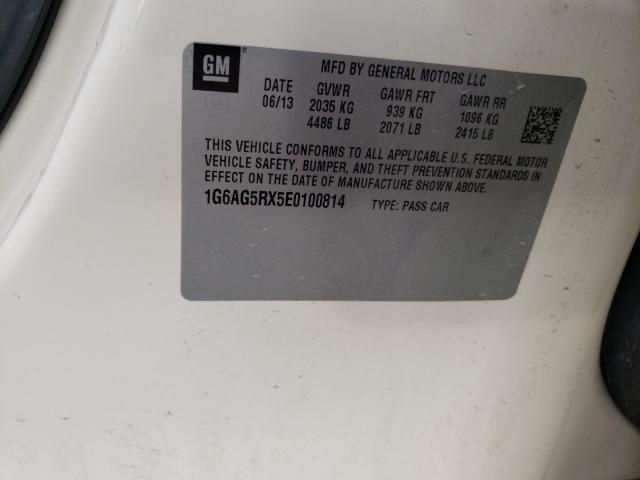 GM
MFD BY GENERAL MOTORS LLC
DATE GVWR GAWR FRT GAWR RR
06/13 2035 KG 939 KG 1096 KG
4486 LB 2071 LB 2415 LB
THIS VEHICLE CONFORMS TO ALL APPLICABLE U.S. FEDERAL MOTOR
VEHICLE SAFETY, BUMPER, AND THEFT PREVENTION STANDARDS
IN EFFECT ON THE DATE OF MANUFACTURE SHOWN ABOVE.
1G6AG5RX5E0100814 TYPE: PASS CAR